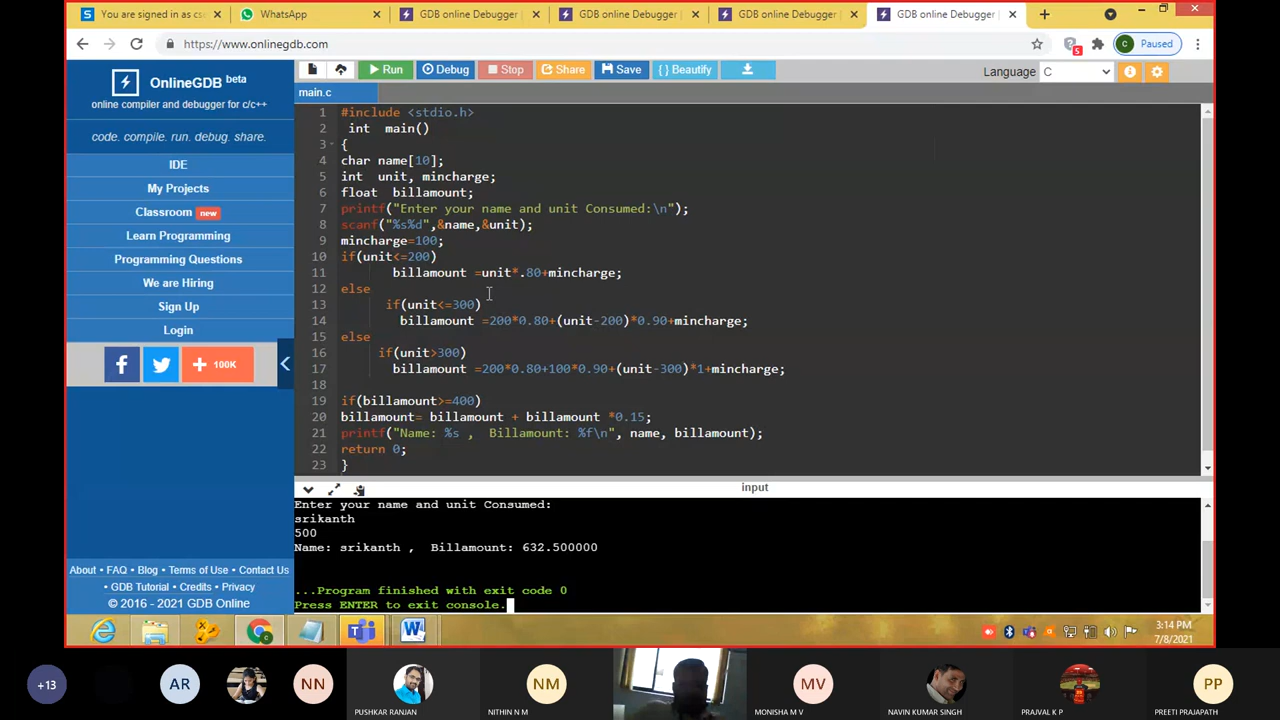 You are signed in as cs
WhatsApp
GDB online Debugger
GDB online Debugger
GDB online Debugger
GDB online Debugger
https://www.onlinegdb.com
Paused
OnlineGDB beta
online compiler and debugger for c/c++
code. compile. run. debug. share.
IDE
My Projects
Classroom new
Learn Programming
Programming Questions
We are Hiring
Sign Up
Login
100K
About • FAQ • Blog • Terms of Use • Contact Us
• GDB Tutorial • Credits • Privacy
© 2016 - 2021 GDB Online
Run
Debug
Stop
Share
Save
{ } Beautify
Language C
main.c
1 #include <stdio.h>
2 int main()
3 {
4 char name[10];
5 int unit, mincharge;
6 float billamount;
7 printf("Enter your name and unit Consumed:\n");
8 scanf("%s%d",&name,&unit);
9 mincharge=100;
10 if(unit<=200)
11 billamount =unit*.80+mincharge;
12 else
13 if(unit<=300)
14 billamount =200*0.80+(unit-200)*0.90+mincharge;
15 else
16 if(unit>300)
17 billamount =200*0.80+100*0.90+(unit-300)*1+mincharge;
18
19 if(billamount>=400)
20 billamount= billamount + billamount *0.15;
21 printf("Name: %s , Billamount: %f\n", name, billamount);
22 return 0;
23 }
input
Enter your name and unit Consumed:
srikanth
500
Name: srikanth , Billamount: 632.500000
...Program finished with exit code 0
Press ENTER to exit console.
3:14 PM
7/8/2021
+13
AR
NN
PUSHKAR RANJAN
NM
NITHIN N M
MV
MONISHA M V
NAVIN KUMAR SINGH
PRAJVAL K P
PP
PREETI PRAJAPATH